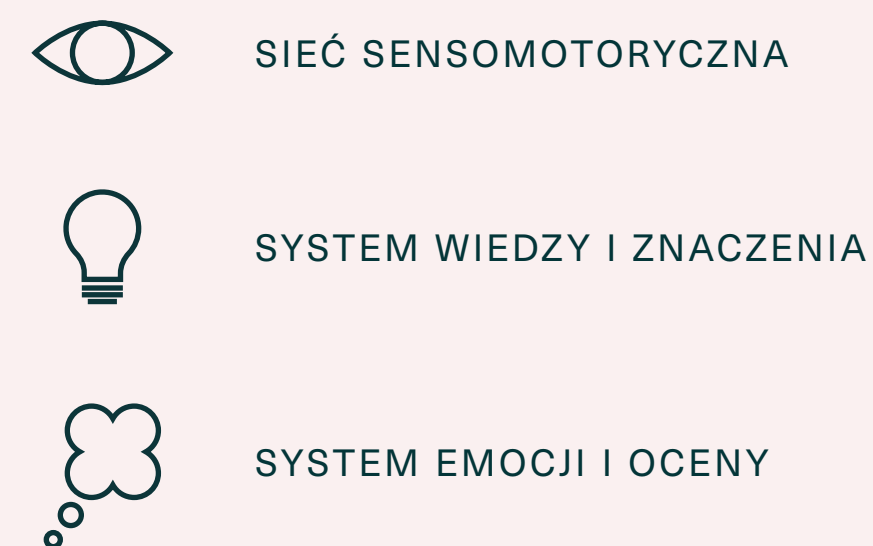 SIEĆ SENSOMOTORYCZNA
SYSTEM WIEDZY I ZNACZENIA
SYSTEM EMOCJI I OCENY